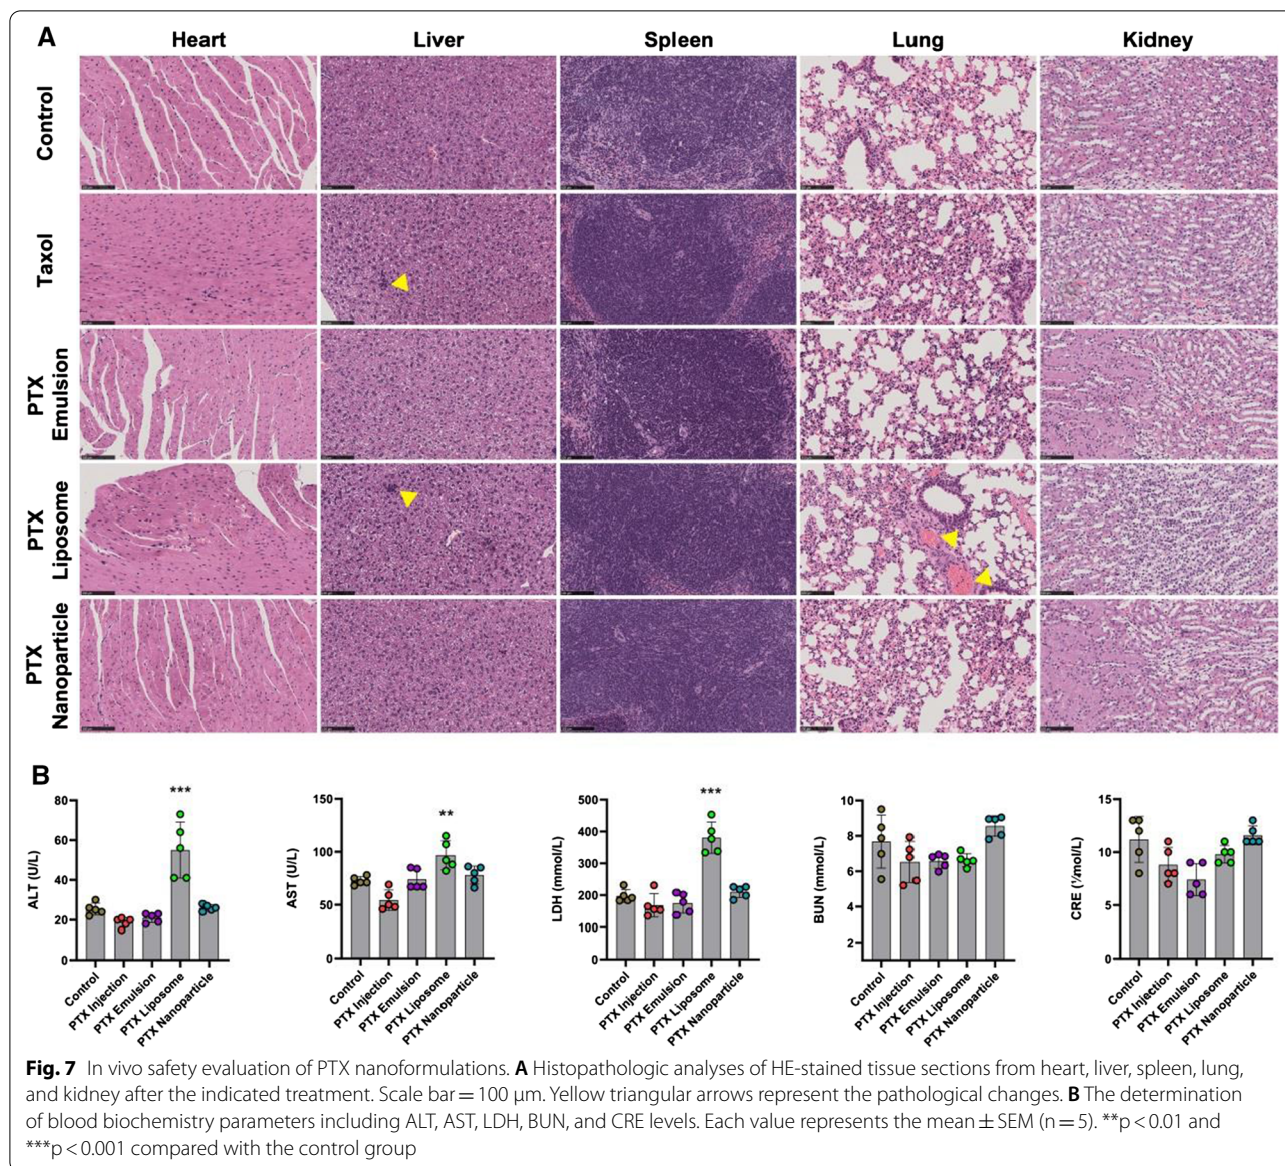 A
Heart Liver Spleen Lung Kidney
Control
Taxol
PTX
Emulsion
PTX
Liposome
PTX
Nanoparticle
B
ALT (U/L)
80
60
40
20
0
***
Control
PTX Injection
PTX Emulsion
PTX Liposome
PTX Nanoparticle
AST (U/L)
150
100
50
0
**
Control
PTX Injection
PTX Emulsion
PTX Liposome
PTX Nanoparticle
LDH (mmol/L)
500
400
300
200
100
0
***
Control
PTX Injection
PTX Emulsion
PTX Liposome
PTX Nanoparticle
BUN (mmol/L)
10
8
6
4
2
Control
PTX Injection
PTX Emulsion
PTX Liposome
PTX Nanoparticle
CRE (/mmol/L)
15
10
5
0
Control
PTX Injection
PTX Emulsion
PTX Liposome
PTX Nanoparticle
Fig. 7 In vivo safety evaluation of PTX nanoformulations. A Histopathologic analyses of HE-stained tissue sections from heart, liver, spleen, lung,
and kidney after the indicated treatment. Scale bar = 100 μm. Yellow triangular arrows represent the pathological changes. B The determination
of blood biochemistry parameters including ALT, AST, LDH, BUN, and CRE levels. Each value represents the mean ± SEM (n = 5). **p < 0.01 and
***p < 0.001 compared with the control group